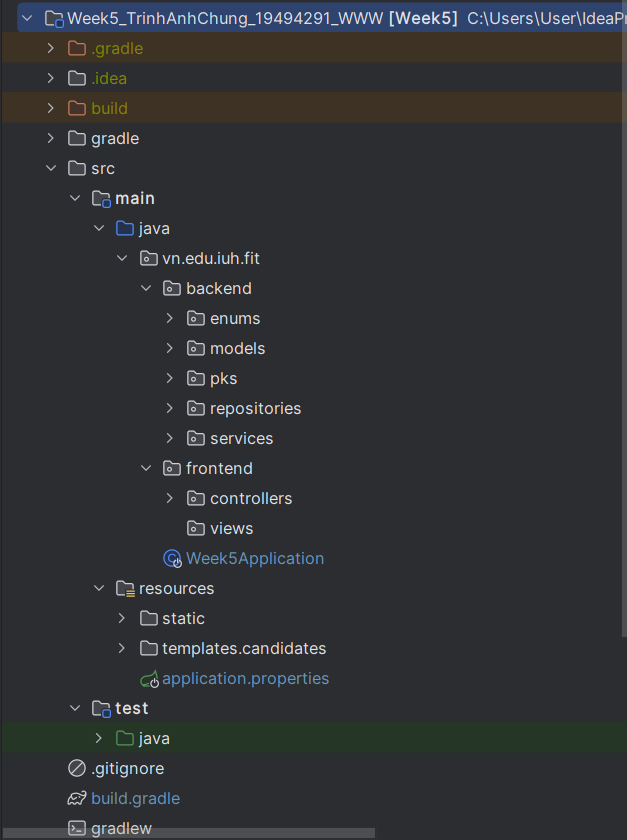 Week5_TrinhAnhChung_19494291_WWW [Week5] C:\Users\User\IdeaPr
.gradle
.idea
build
gradle
src
main
java
vn.edu.iuh.fit
backend
enums
models
pks
repositories
services
frontend
controllers
views
Week5Application
resources
static
templates.candidates
application.properties
test
java
.gitignore
build.gradle
gradlew